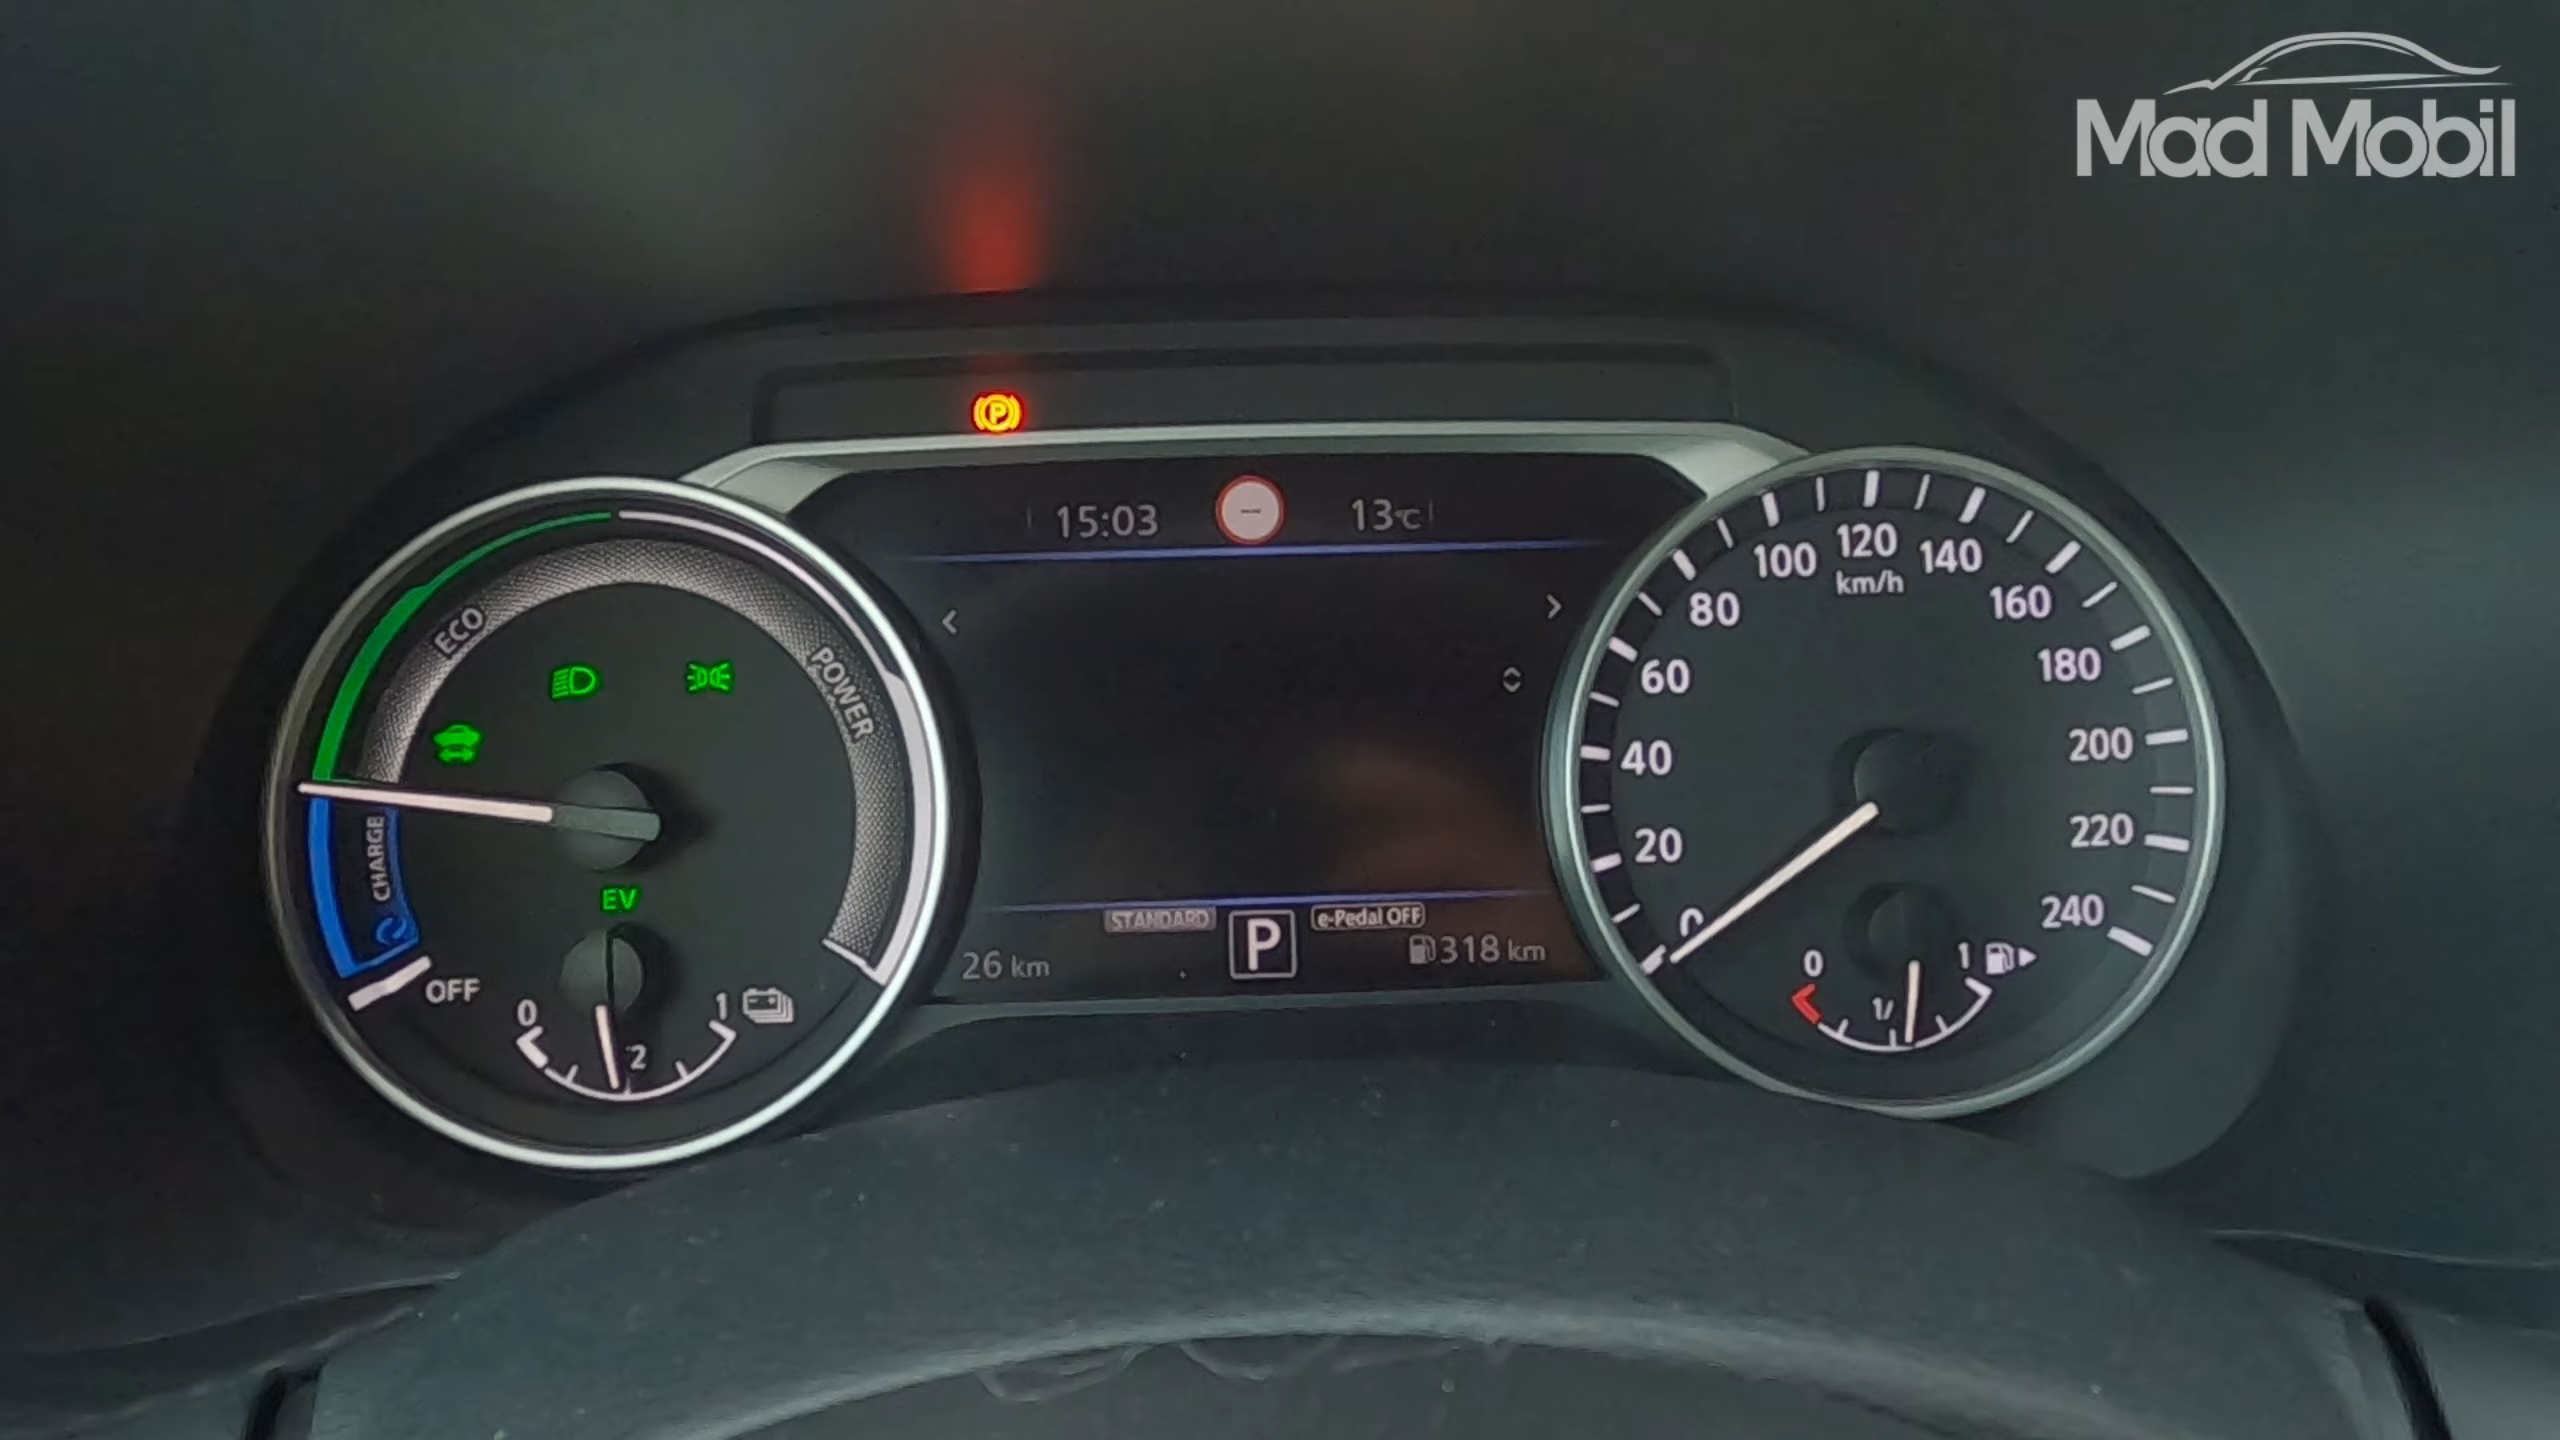 Mad Mobil
P
15:03
13°C
ECO
POWER
CHARGE
EV
OFF
0
2
1
STANDARD
P
e-Pedal OFF
26 km
318 km
0
20
40
60
80
100
120
km/h
140
160
180
200
220
240
0
1/
1